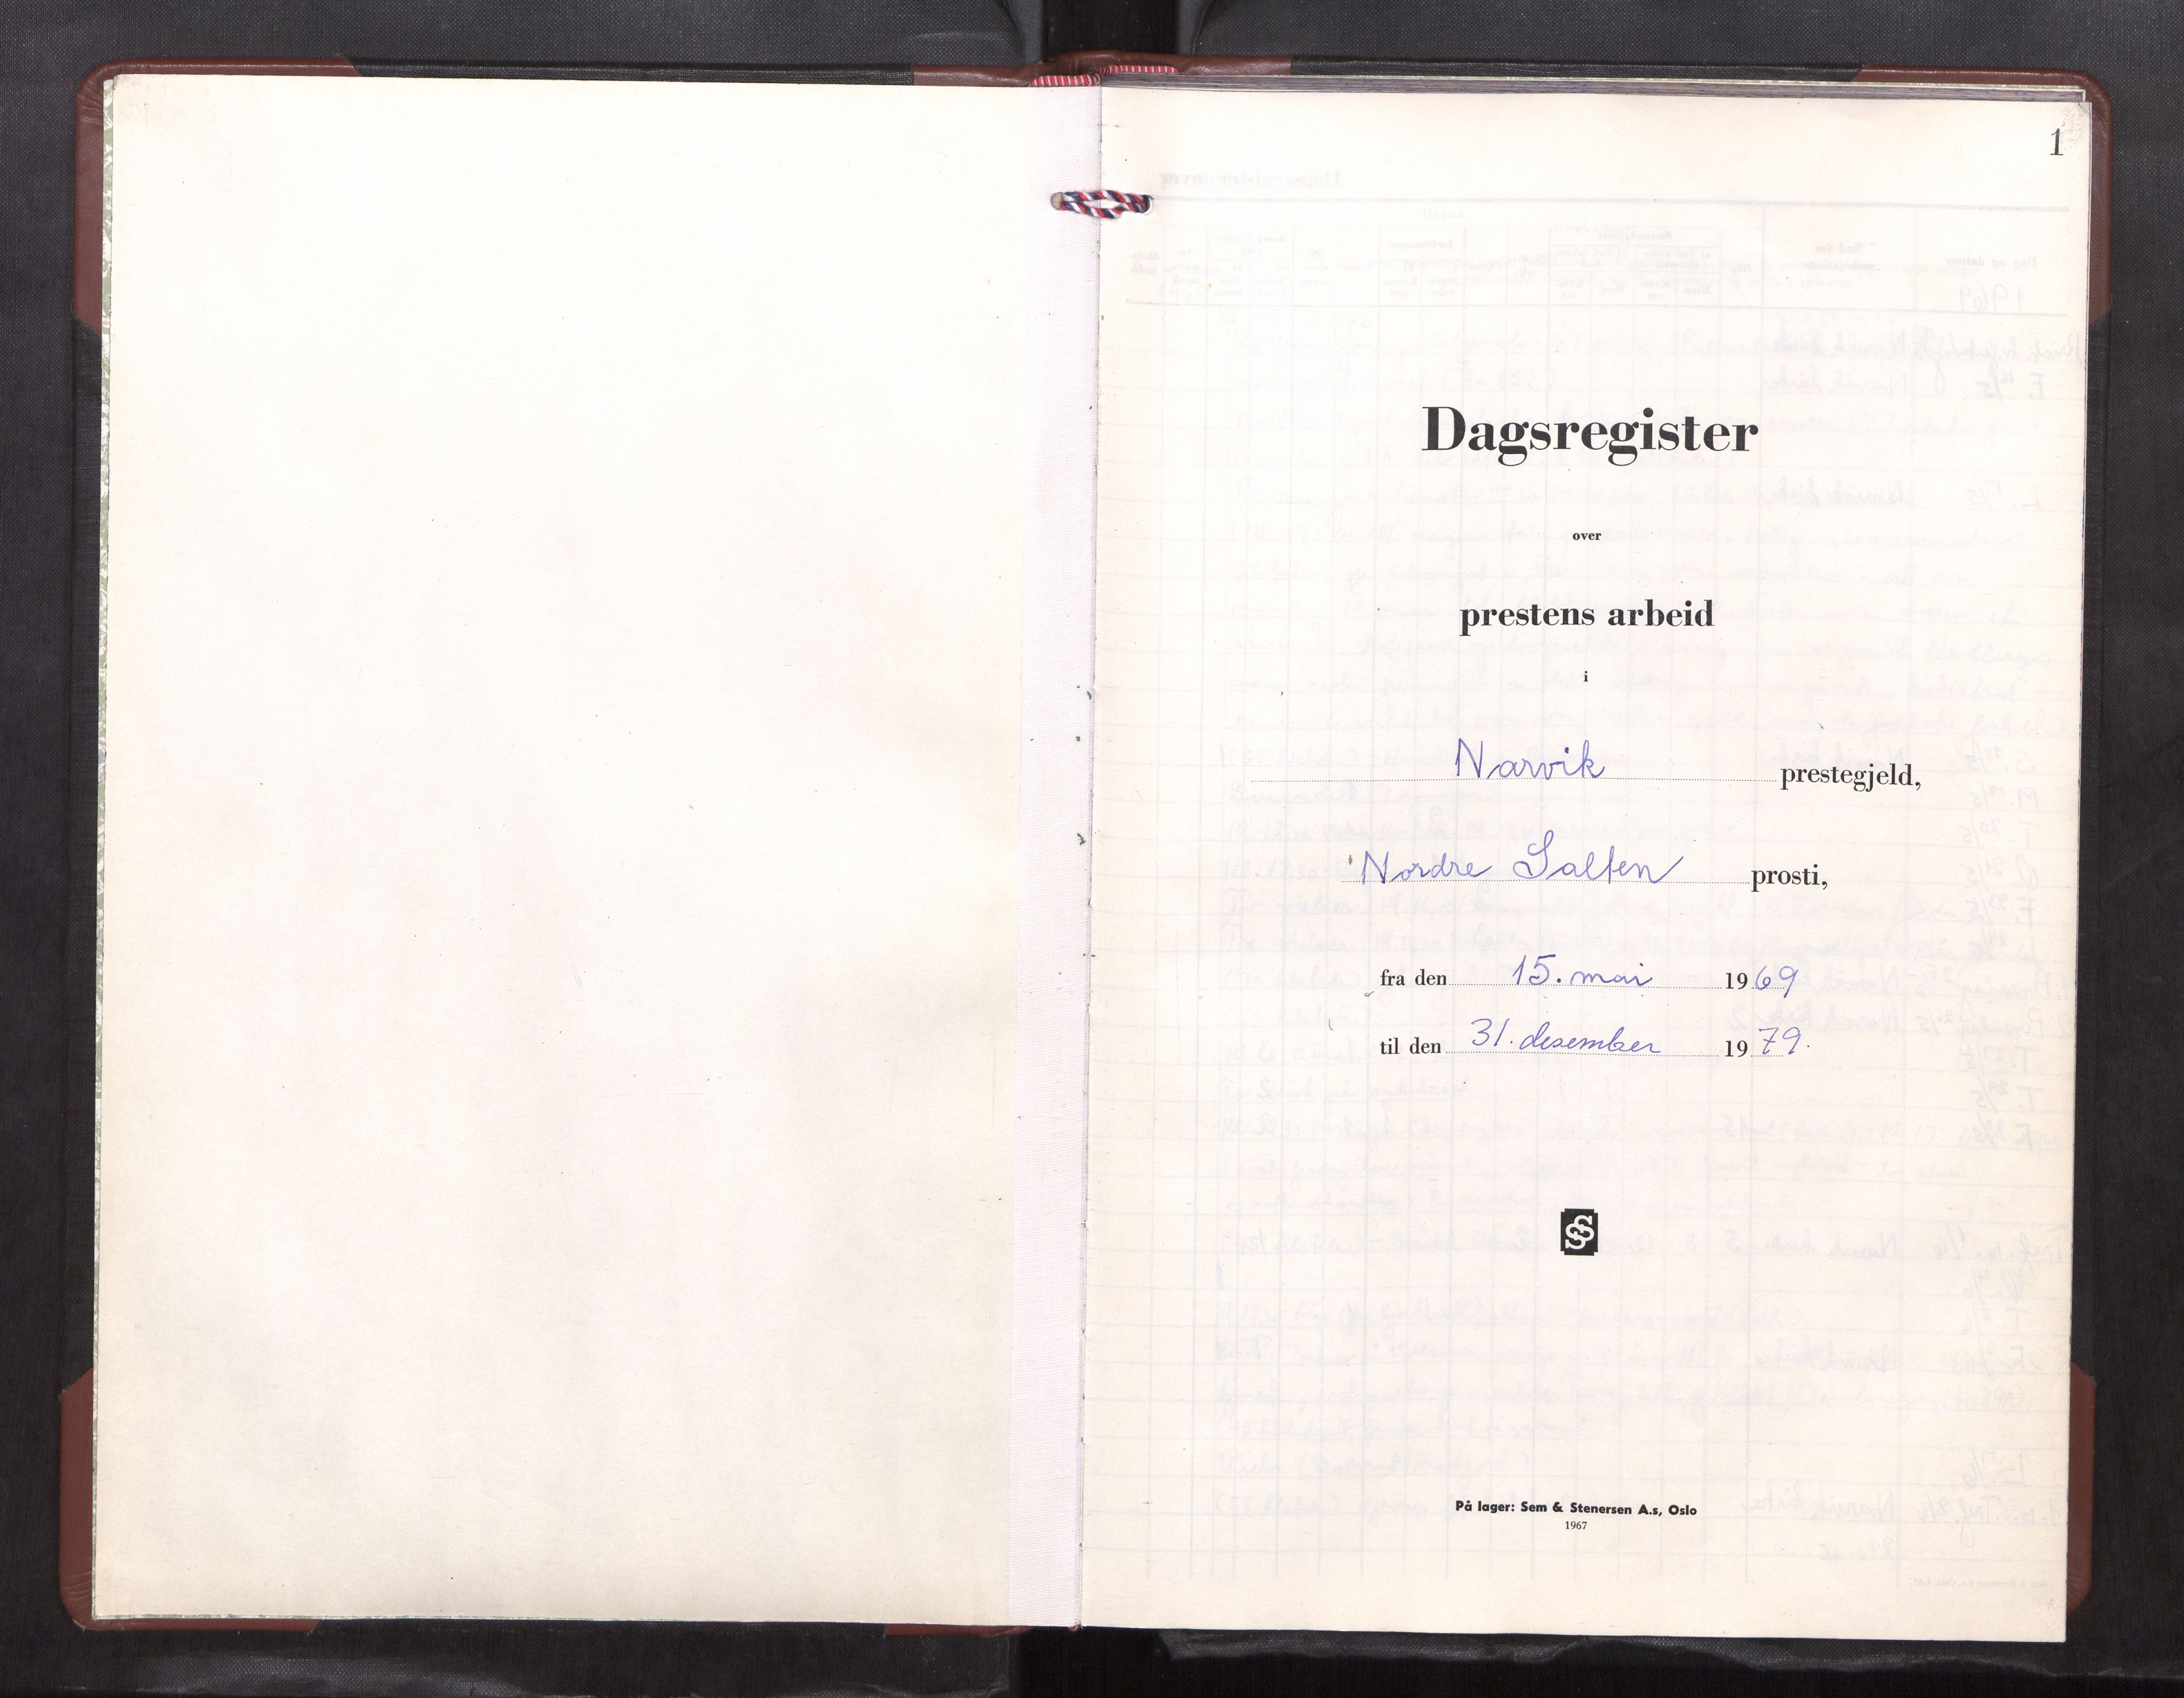 1
Dagsregister
over
prestens arbeid
i
Narvik prestegjeld,
Nordre Salten prosti,
fra den 15. mai 1969
til den 31. desember 1979.
SS
På lager: Sem & Stenersen A.s, Oslo
1967